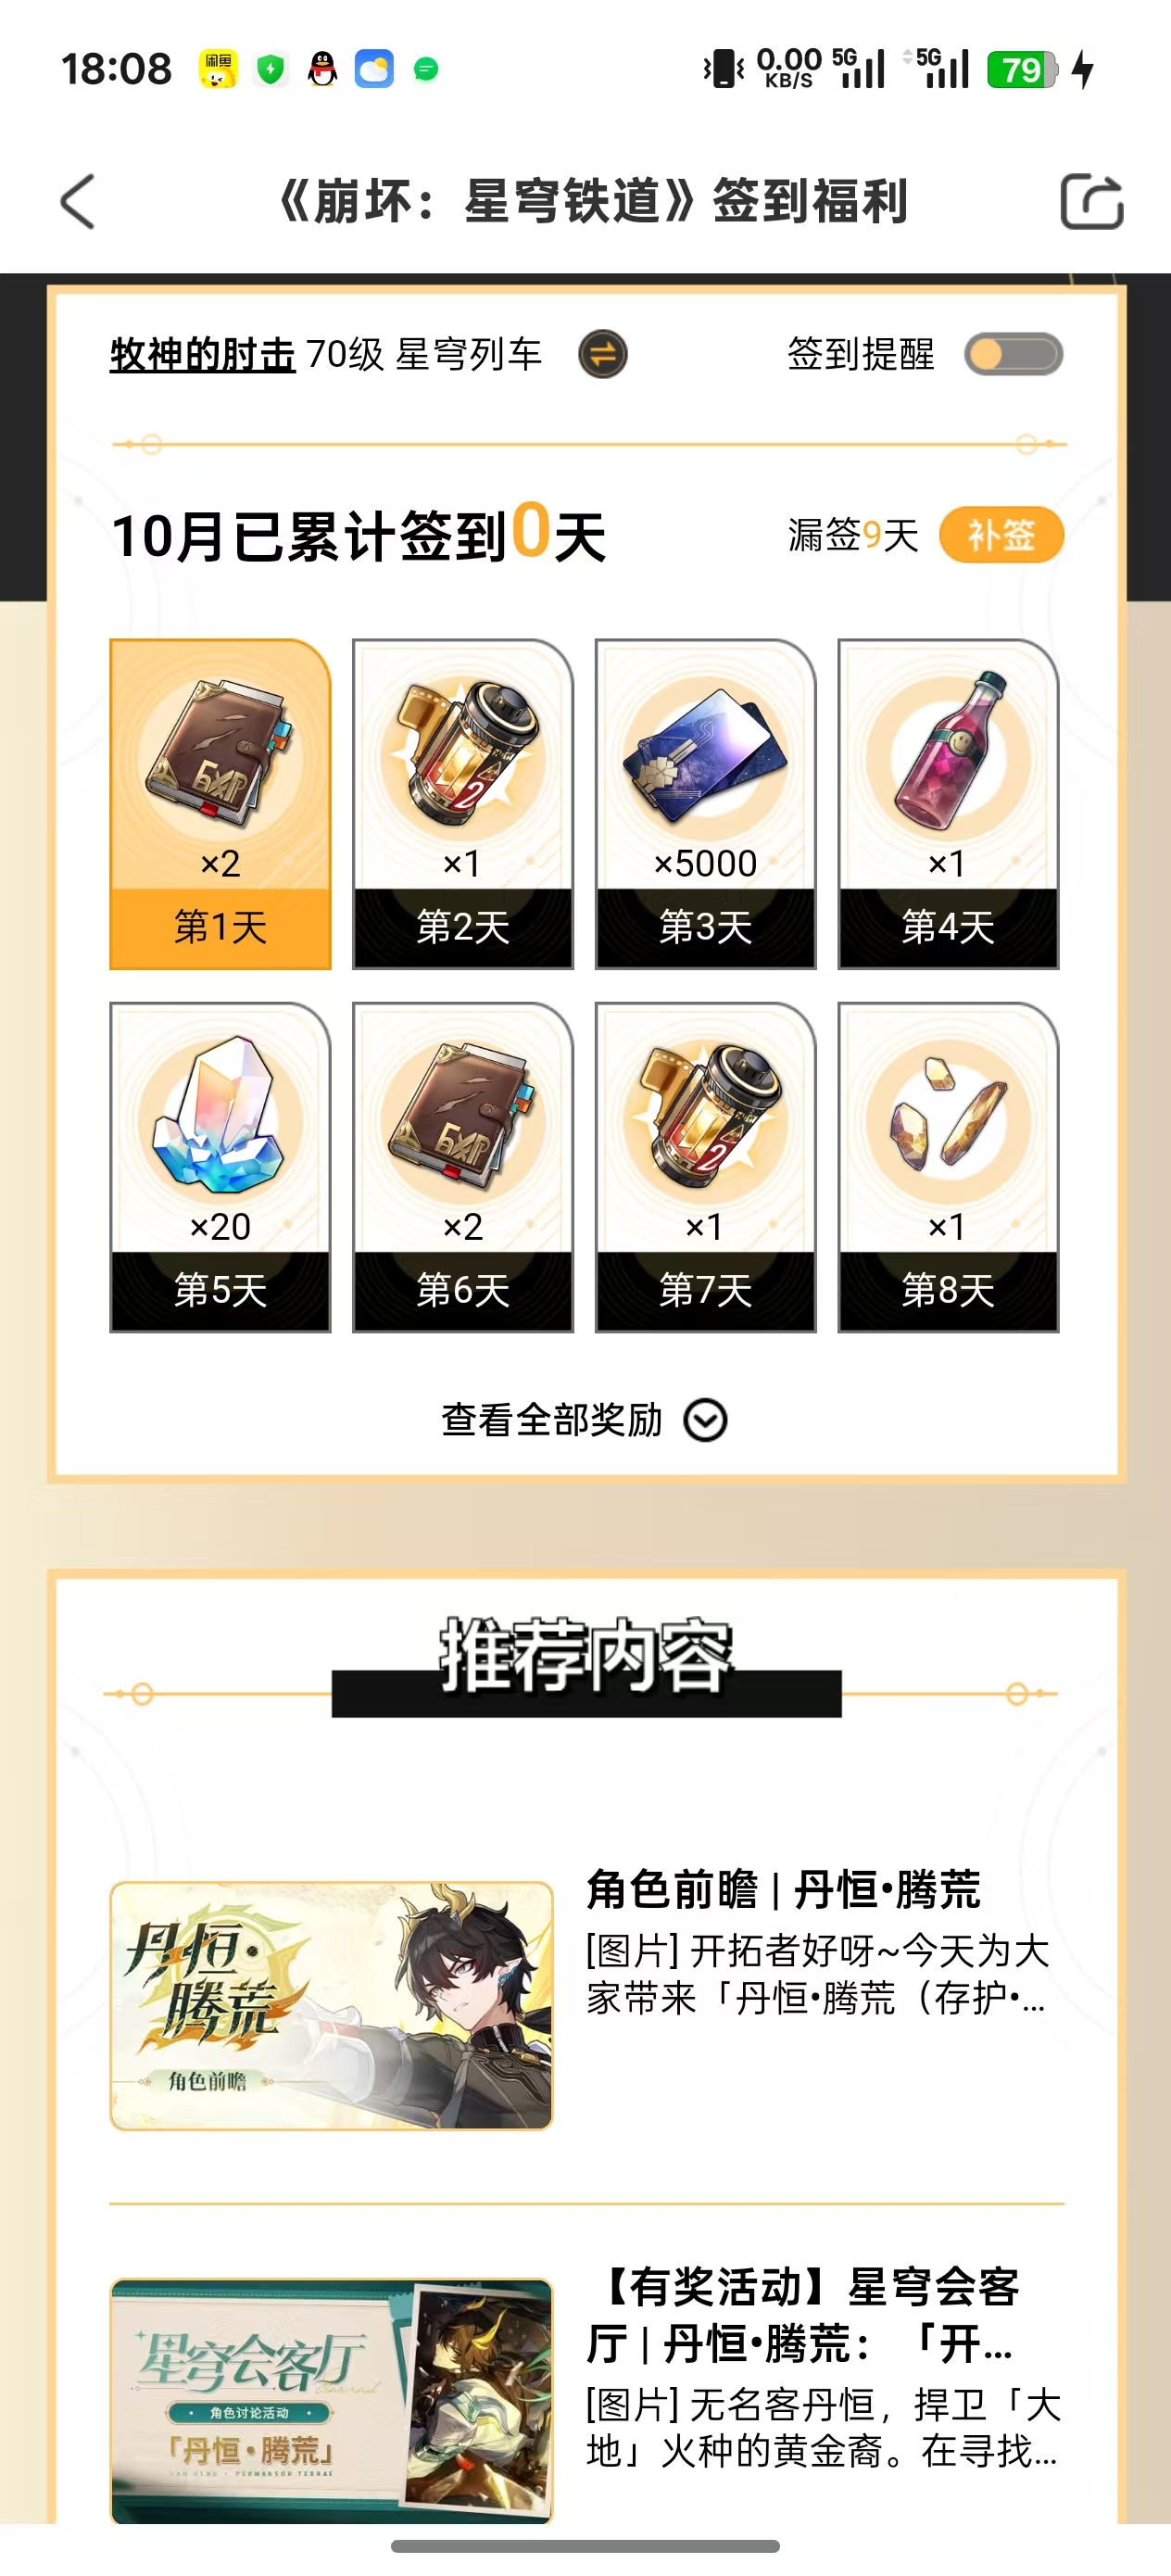 18:08
闲鱼
0.00
KB/S
5G
5G
79
《崩坏：星穹铁道》签到福利
牧神的肘击 70级 星穹列车
签到提醒
10月已累计签到0天
漏签9天 补签
×2
第1天
×1
第2天
×5000
第3天
×1
第4天
×20
第5天
×2
第6天
×1
第7天
×1
第8天
查看全部奖励
推荐内容
丹恒·
腾荒
角色前瞻
角色前瞻 | 丹恒•腾荒
[图片] 开拓者好呀~今天为大
家带来「丹恒•腾荒（存护•...
星穹会客厅
角色讨论活动
「丹恒•腾荒」
DAN HENG • PERMANSOR TERRAE
【有奖活动】星穹会客
厅 | 丹恒•腾荒：「开...
[图片] 无名客丹恒，捍卫「大
地」火种的黄金裔。在寻找...